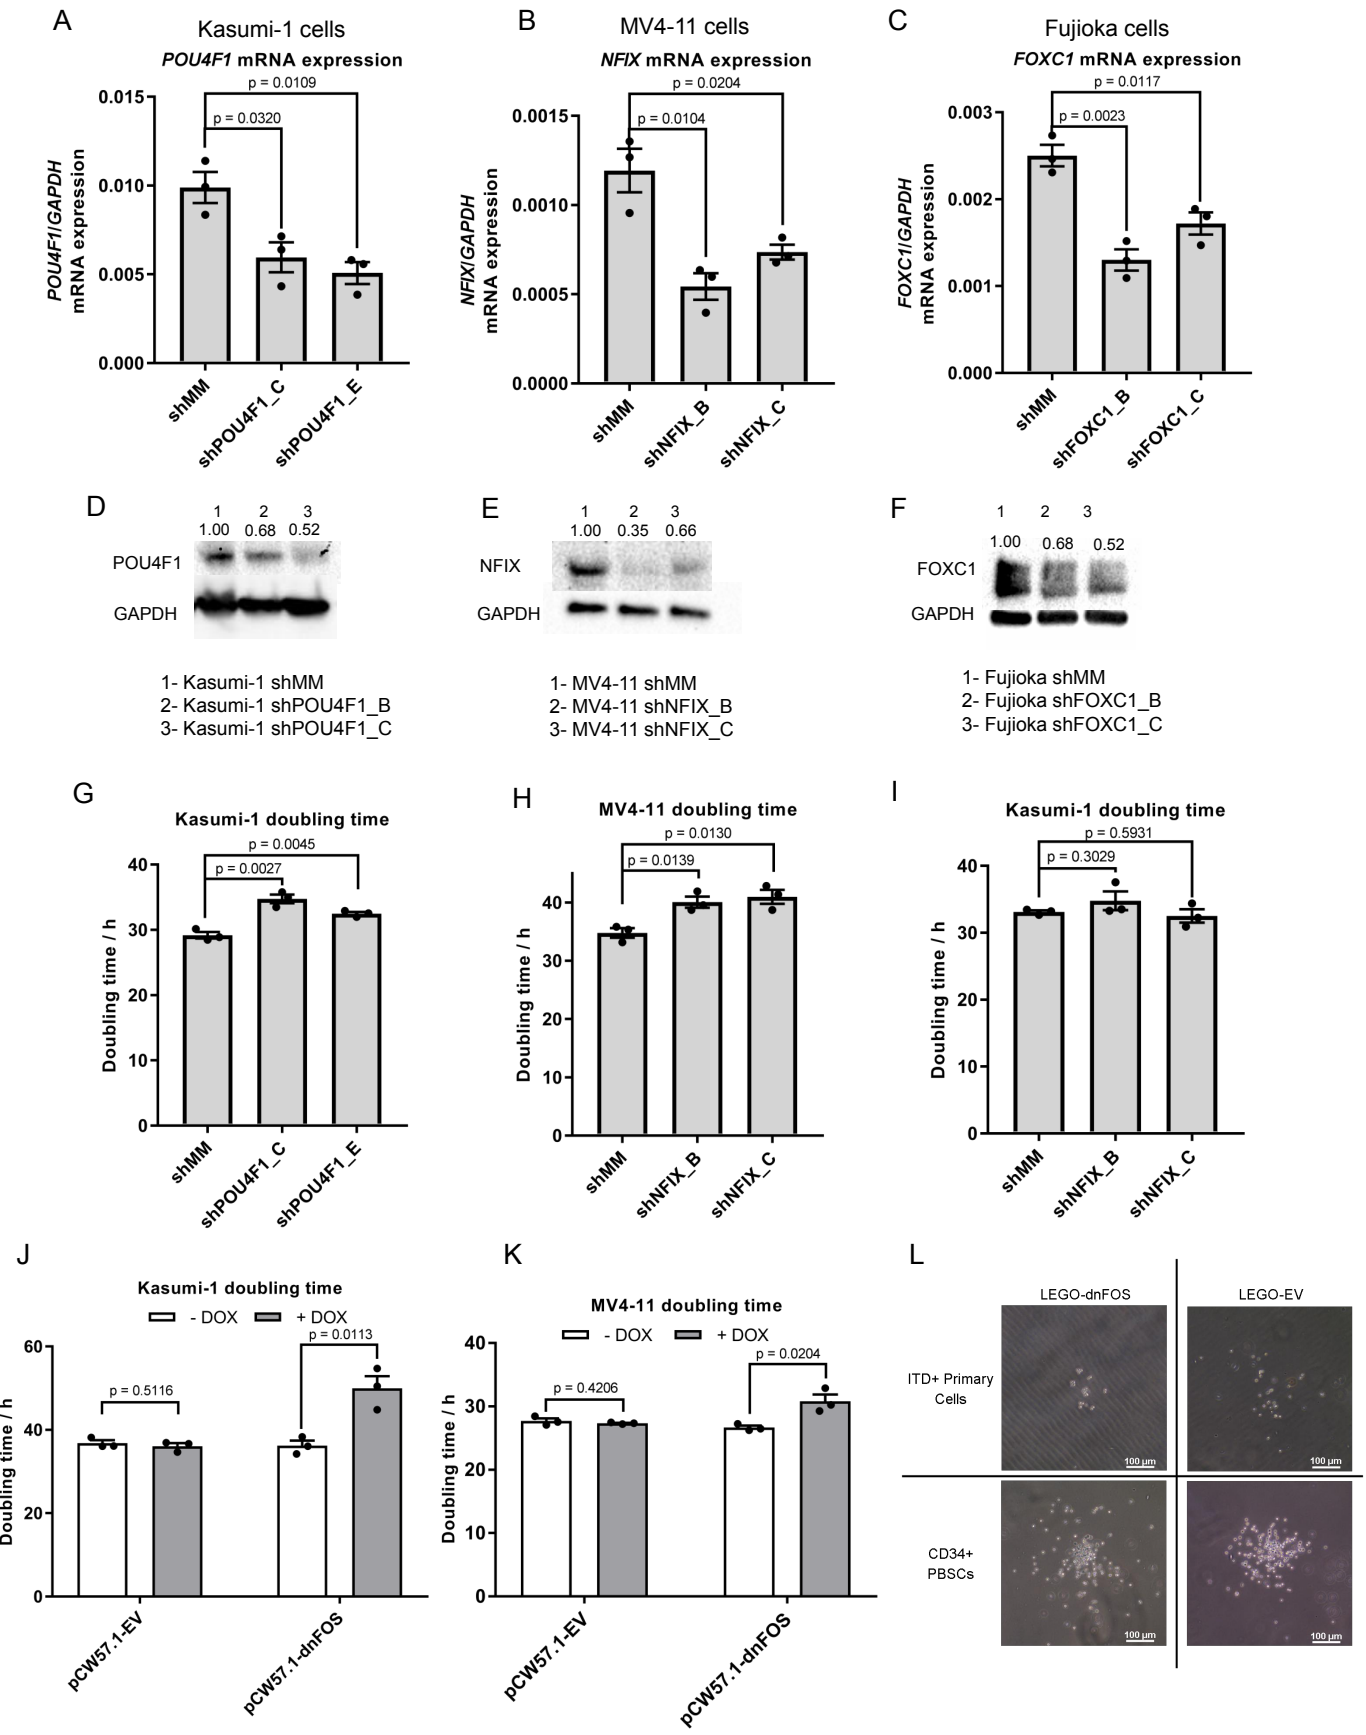 A
Kasumi-1 cells
POU4F1 mRNA expression
p = 0.0109
p = 0.0320
0.015
0.010
0.005
0.000
POU4F1/GAPDH
mRNA expression
shMM
shPOU4F1_C
shPOU4F1_E
B
MV4-11 cells
NFIX mRNA expression
p = 0.0204
p = 0.0104
0.0015
0.0010
0.0005
0.0000
NFIX/GAPDH
mRNA expression
shMM
shNFIX_B
shNFIX_C
C
Fujioka cells
FOXC1 mRNA expression
p = 0.0117
p = 0.0023
0.003
0.002
0.001
0.000
FOXC1/GAPDH
mRNA expression
shMM
shFOXC1_B
shFOXC1_C
D
1 2 3
1.00 0.68 0.52
POU4F1
GAPDH
1- Kasumi-1 shMM
2- Kasumi-1 shPOU4F1_B
3- Kasumi-1 shPOU4F1_C
E
1 2 3
1.00 0.35 0.66
NFIX
GAPDH
1- MV4-11 shMM
2- MV4-11 shNFIX_B
3- MV4-11 shNFIX_C
F
1 2 3
1.00 0.68 0.52
FOXC1
GAPDH
1- Fujioka shMM
2- Fujioka shFOXC1_B
3- Fujioka shFOXC1_C
G
Kasumi-1 doubling time
p = 0.0045
p = 0.0027
40
30
20
10
0
Doubling time / h
shMM
shPOU4F1_C
shPOU4F1_E
H
MV4-11 doubling time
p = 0.0130
p = 0.0139
40
30
20
10
0
Doubling time / h
shMM
shNFIX_B
shNFIX_C
I
Kasumi-1 doubling time
p = 0.5931
p = 0.3029
40
30
20
10
0
Doubling time / h
shMM
shNFIX_B
shNFIX_C
J
Kasumi-1 doubling time
- DOX + DOX
p = 0.0113
p = 0.5116
60
40
20
0
Doubling time / h
pCW57.1-EV
pCW57.1-dnFOS
K
MV4-11 doubling time
- DOX + DOX
p = 0.0204
p = 0.4206
40
30
20
10
0
Doubling time / h
pCW57.1-EV
pCW57.1-dnFOS
L
LEGO-dnFOS
LEGO-EV
ITD+ Primary
Cells
100 µm
100 µm
CD34+
PBSCs
100 µm
100 µm